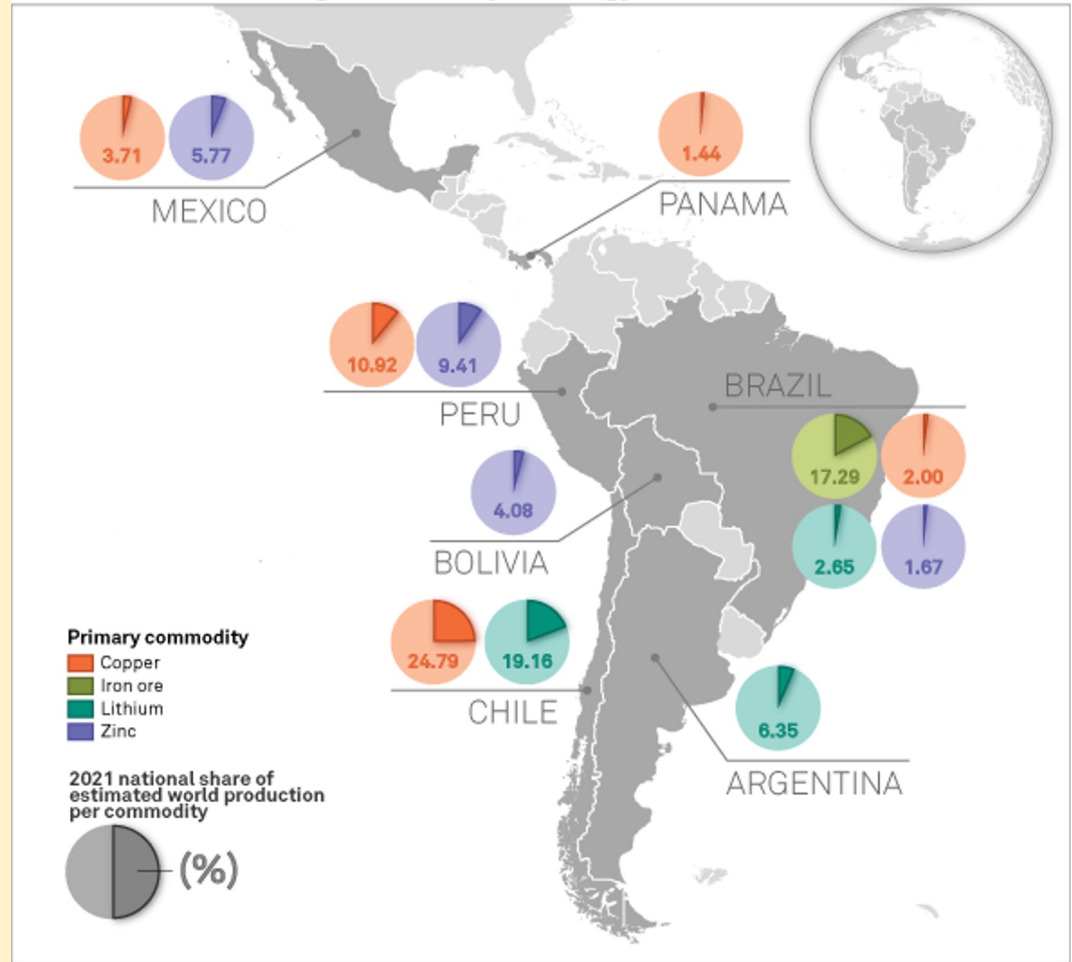 3.71 5.77
MEXICO
1.44
PANAMA
10.92 9.41
PERU
BRAZIL
17.29 2.00
2.65 1.67
4.08
BOLIVIA
24.79 19.16
CHILE
6.35
ARGENTINA
Primary commodity
Copper
Iron ore
Lithium
Zinc
2021 national share of
estimated world production
per commodity
(%)